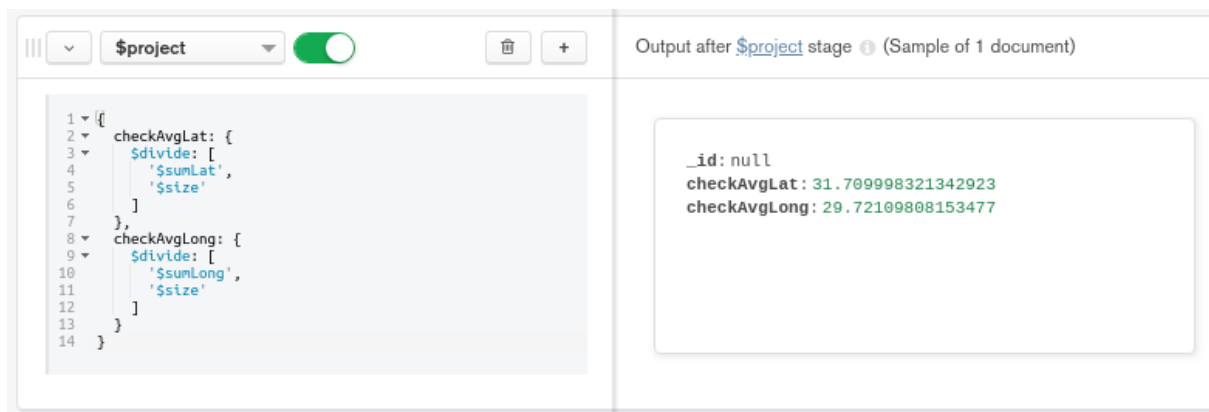 $project
+
Output after $project stage (Sample of 1 document)
1 {
2 checkAvgLat: {
3 $divide: [
4 '$sumLat',
5 '$size'
6 ]
7 },
8 checkAvgLong: {
9 $divide: [
10 '$sumLong',
11 '$size'
12 ]
13 }
14 }
_id: null
checkAvgLat: 31.709998321342923
checkAvgLong: 29.72109808153477